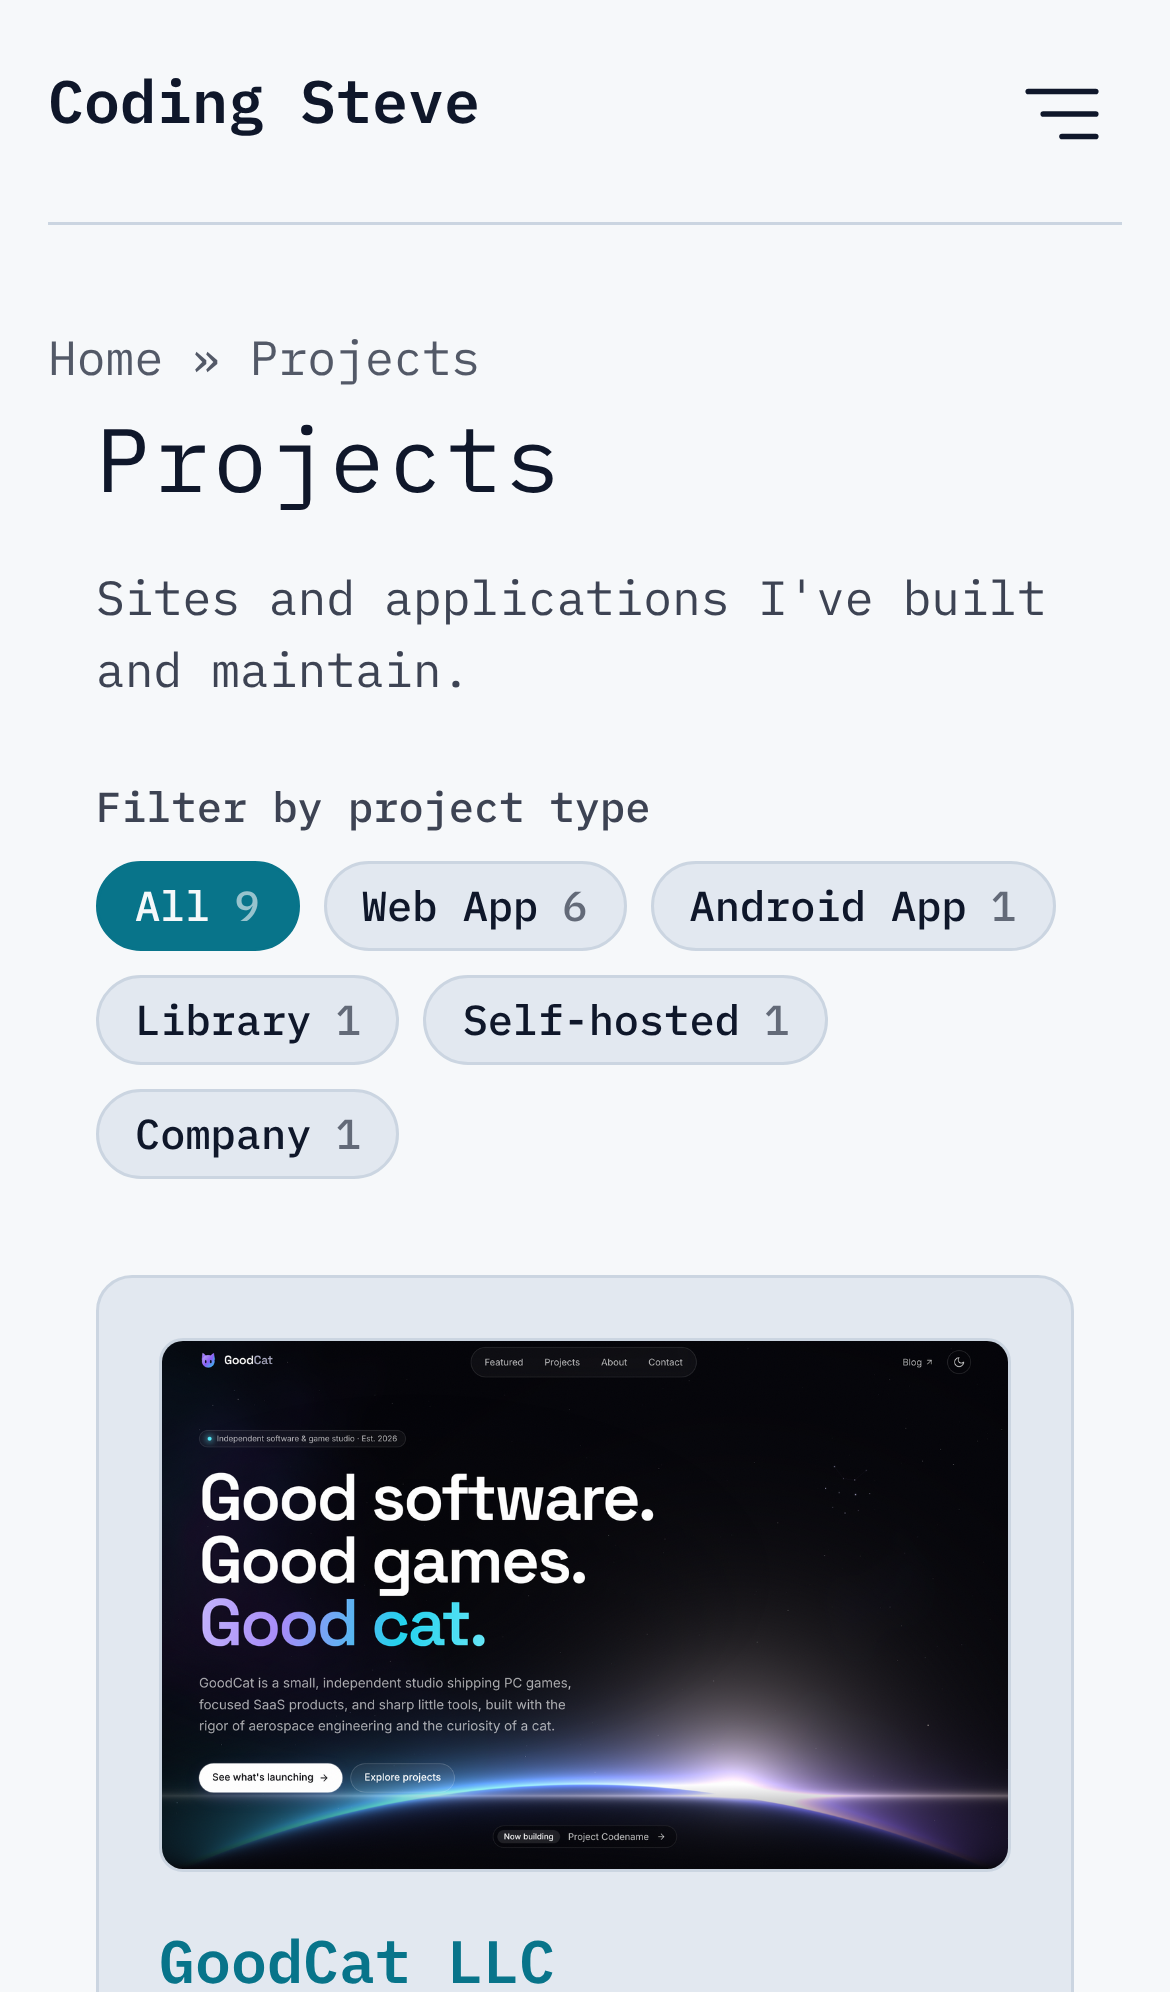 Coding Steve
Home » Projects
Projects
Sites and applications I've built
and maintain.
Filter by project type
All 9
Web App 6
Android App 1
Library 1
Self-hosted 1
Company 1
GoodCat
Featured
Projects
About
Contact
Blog ↗
Independent software & game studio · Est. 2026
Good software.
Good games.
Good cat.
GoodCat is a small, independent studio shipping PC games,
focused SaaS products, and sharp little tools, built with the
rigor of aerospace engineering and the curiosity of a cat.
See what's launching →
Explore projects
Now building Project Codename →
GoodCat LLC